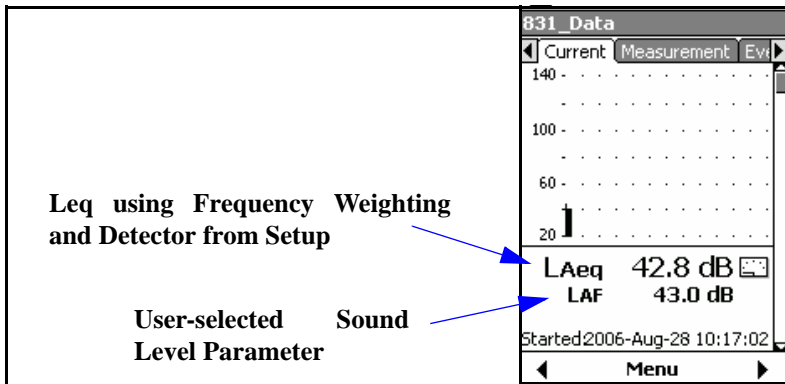 831_Data
Current Measurement Eve
140
100
60
20
Leq using Frequency Weighting
and Detector from Setup
LAeq 42.8 dB
LAF 43.0 dB
User-selected Sound
Level Parameter
Started 2006-Aug-28 10:17:02
Menu